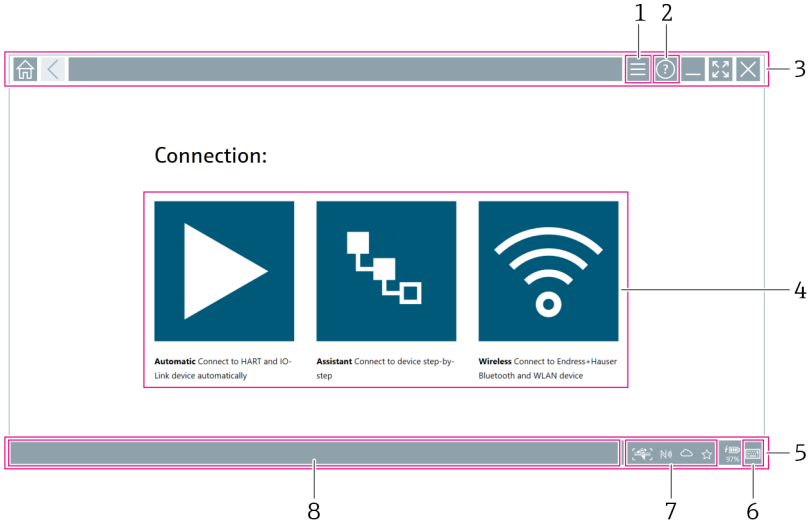 1 2
?
3
Connection:
4
Automatic Connect to HART and IO-
Link device automatically
Assistant Connect to device step-by-
step
Wireless Connect to Endress+Hauser
Bluetooth and WLAN device
N
97%
5
8 7 6